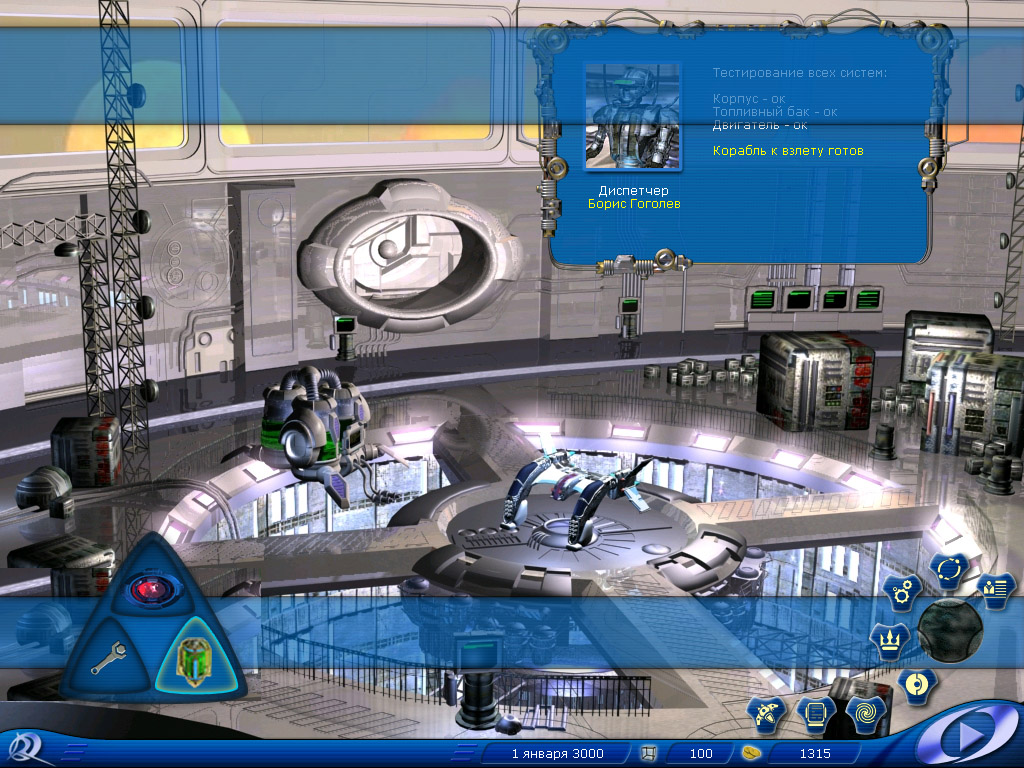 Тестирование всех систем:
Корпус - ок
Топливный бак - ок
Двигатель - ок
Корабль к взлету готов
Диспетчер
Борис Гоголев
1 января 3000
100
1315